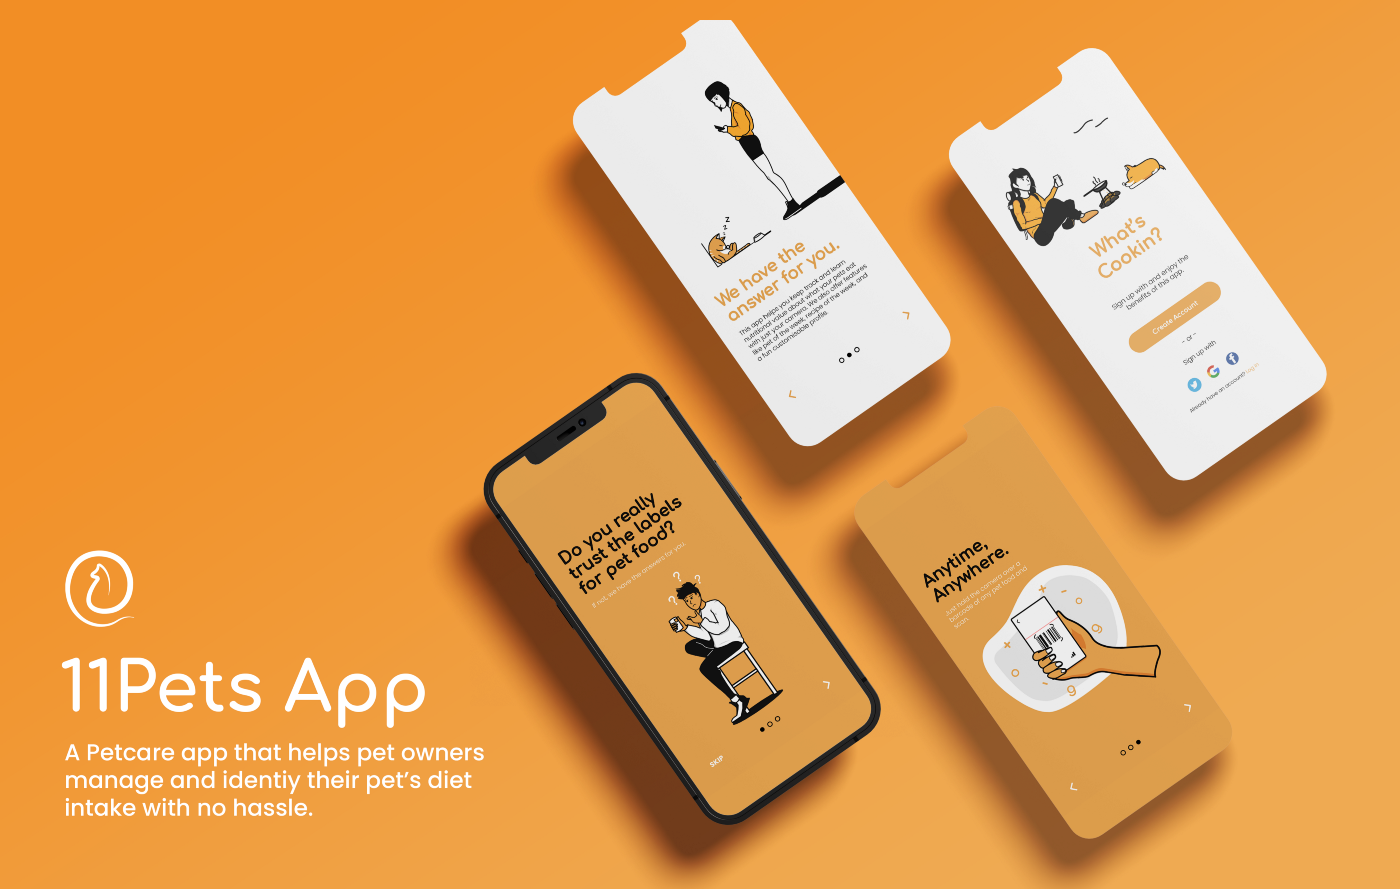 11Pets App
A Petcare app that helps pet owners
manage and identiy their pet's diet
intake with no hassle.
Do you really
trust the labels
for pet food?
If not, we have the answers for you.
? ?
? ?
SKIP
z
z
z
We have the
answer for you.
This app helps you keep track and learn
nutritional value about what your pets eat
with just your camera. We also offer features
like pet of the week, recipe of the week, and
a fun customisable profile.
What's
Cookin?
Sign up with and enjoy the
benefits of this app.
Create Account
- or -
Sign up with
Already have an account? Log in
Anytime,
Anywhere.
Just hold the camera over a
barcode of any pet food and
scan.